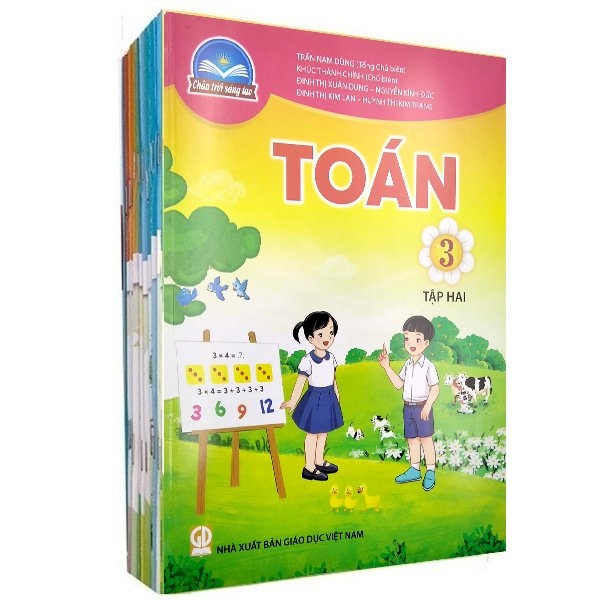 Chân trời sáng tạo
TRẦN NAM DŨNG (Tổng Chủ biên)
KHÚC THÀNH CHÍNH (Chủ biên)
ĐINH THỊ XUÂN DUNG – NGUYỄN KÍNH ĐỨC
ĐINH THỊ KIM LAN – HUỲNH THỊ KIM TRANG
TOÁN
3
TẬP HAI
3 × 4 = ?
3 × 4 = 3 + 3 + 3 + 3
3 6 9 12
GD
NHÀ XUẤT BẢN GIÁO DỤC VIỆT NAM